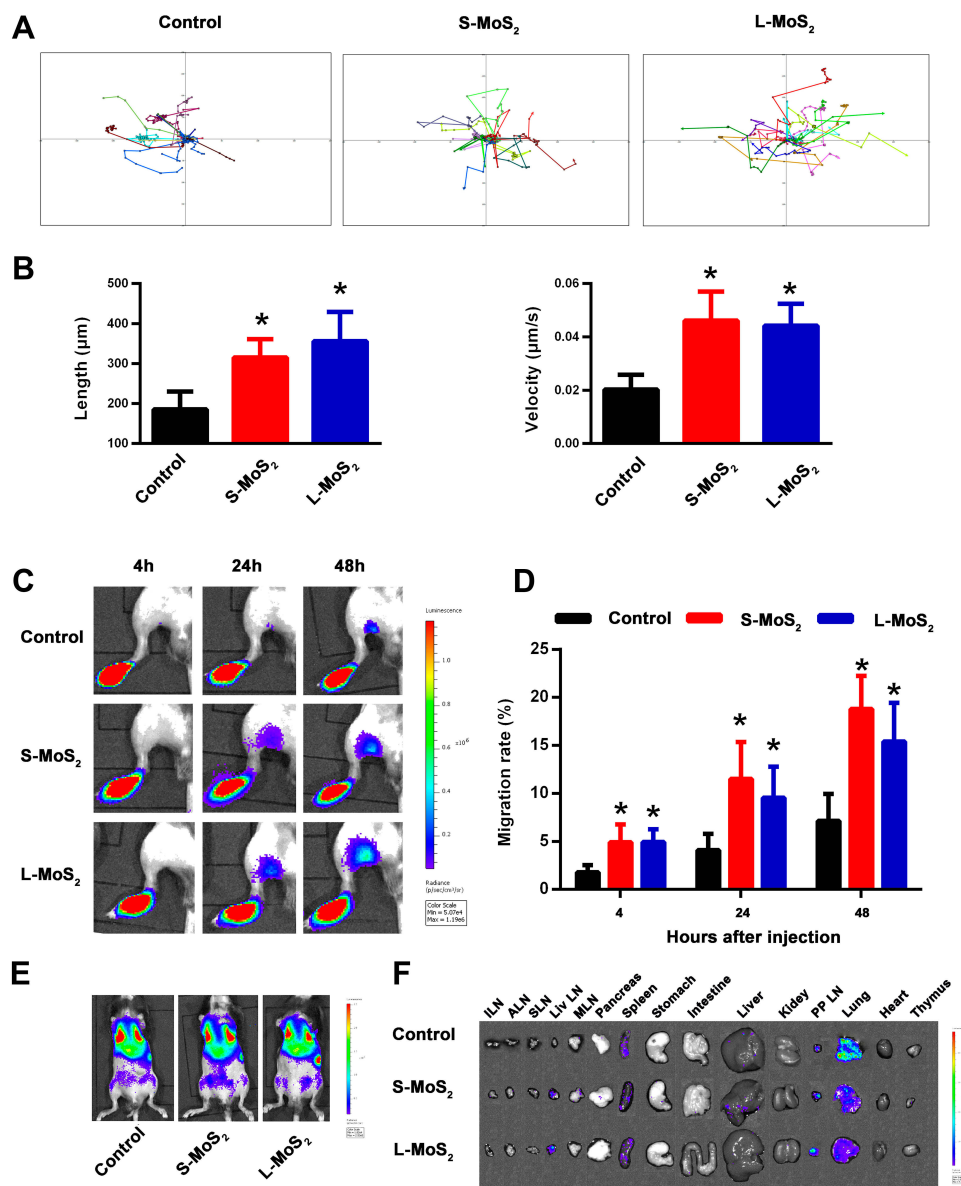 A
Control
S-MoS₂
L-MoS₂
B
Length (μm)
500
400
300
200
100
*
*
Control
S-MoS₂
L-MoS₂
Velocity (μm/s)
0.06
0.04
0.02
0.00
*
*
Control
S-MoS₂
L-MoS₂
C
4h
24h
48h
Control
S-MoS₂
L-MoS₂
Luminescence
1.0
0.8
0.6
x10⁶
0.4
0.2
Radiance
(p/sec/cm²/sr)
Color Scale
Min = 5.07e4
Max = 1.19e6
D
Control
S-MoS₂
L-MoS₂
Migration rate (%)
25
20
15
10
5
0
*
*
*
*
*
*
4
24
48
Hours after injection
E
Control
S-MoS₂
L-MoS₂
F
ILN
ALN
SLN
Liv LN
MLN
Pancreas
Spleen
Stomach
Intestine
Liver
Kidey
PP LN
Lung
Heart
Thymus
Control
S-MoS₂
L-MoS₂